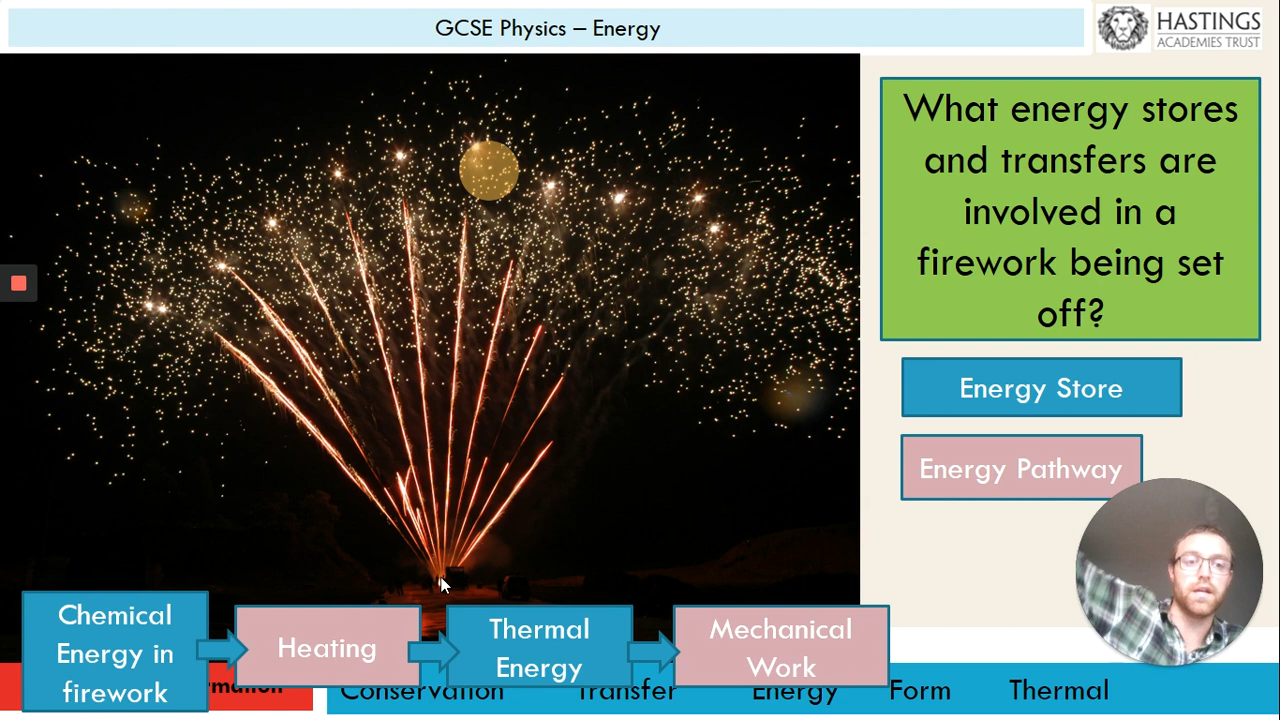 GCSE Physics – Energy
HASTINGS
ACADEMIES TRUST
What energy stores
and transfers are
involved in a
firework being set
off?
Energy Store
Energy Pathway
Chemical
Energy in
firework
Heating
Thermal
Energy
Mechanical
Work
Conservation Transfer Energy Form Thermal